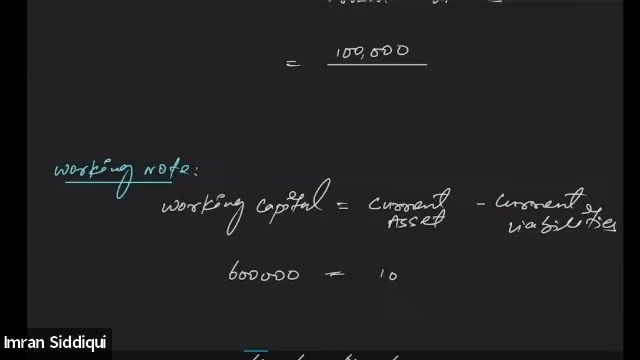 = 100,000
working note:
working capital = current Asset - current liabilities
600000 = 10
Imran Siddiqui